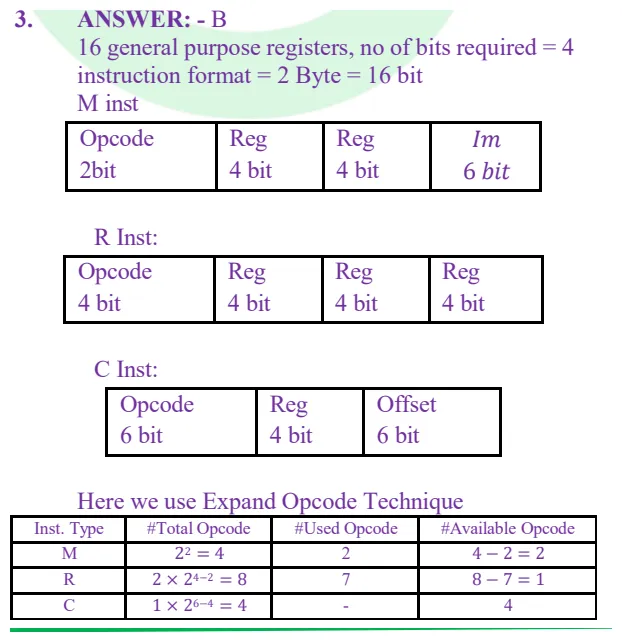 3. ANSWER: - B
16 general purpose registers, no of bits required = 4
instruction format = 2 Byte = 16 bit
M inst
Opcode Reg Reg Im
2bit 4 bit 4 bit 6 bit
R Inst:
Opcode Reg Reg Reg
4 bit 4 bit 4 bit 4 bit
C Inst:
Opcode Reg Offset
6 bit 4 bit 6 bit
Here we use Expand Opcode Technique
Inst. Type #Total Opcode #Used Opcode #Available Opcode
M 2² = 4 2 4 − 2 = 2
R 2 × 2⁴⁻² = 8 7 8 − 7 = 1
C 1 × 2⁶⁻⁴ = 4 - 4